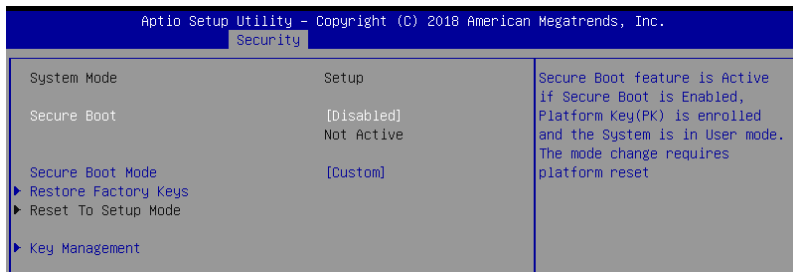 Aptio Setup Utility – Copyright (C) 2018 American Megatrends, Inc.
Security
System Mode Setup
Secure Boot [Disabled]
Not Active
Secure Boot Mode [Custom]
Restore Factory Keys
Reset To Setup Mode
Key Management
Secure Boot feature is Active
if Secure Boot is Enabled,
Platform Key(PK) is enrolled
and the System is in User mode.
The mode change requires
platform reset